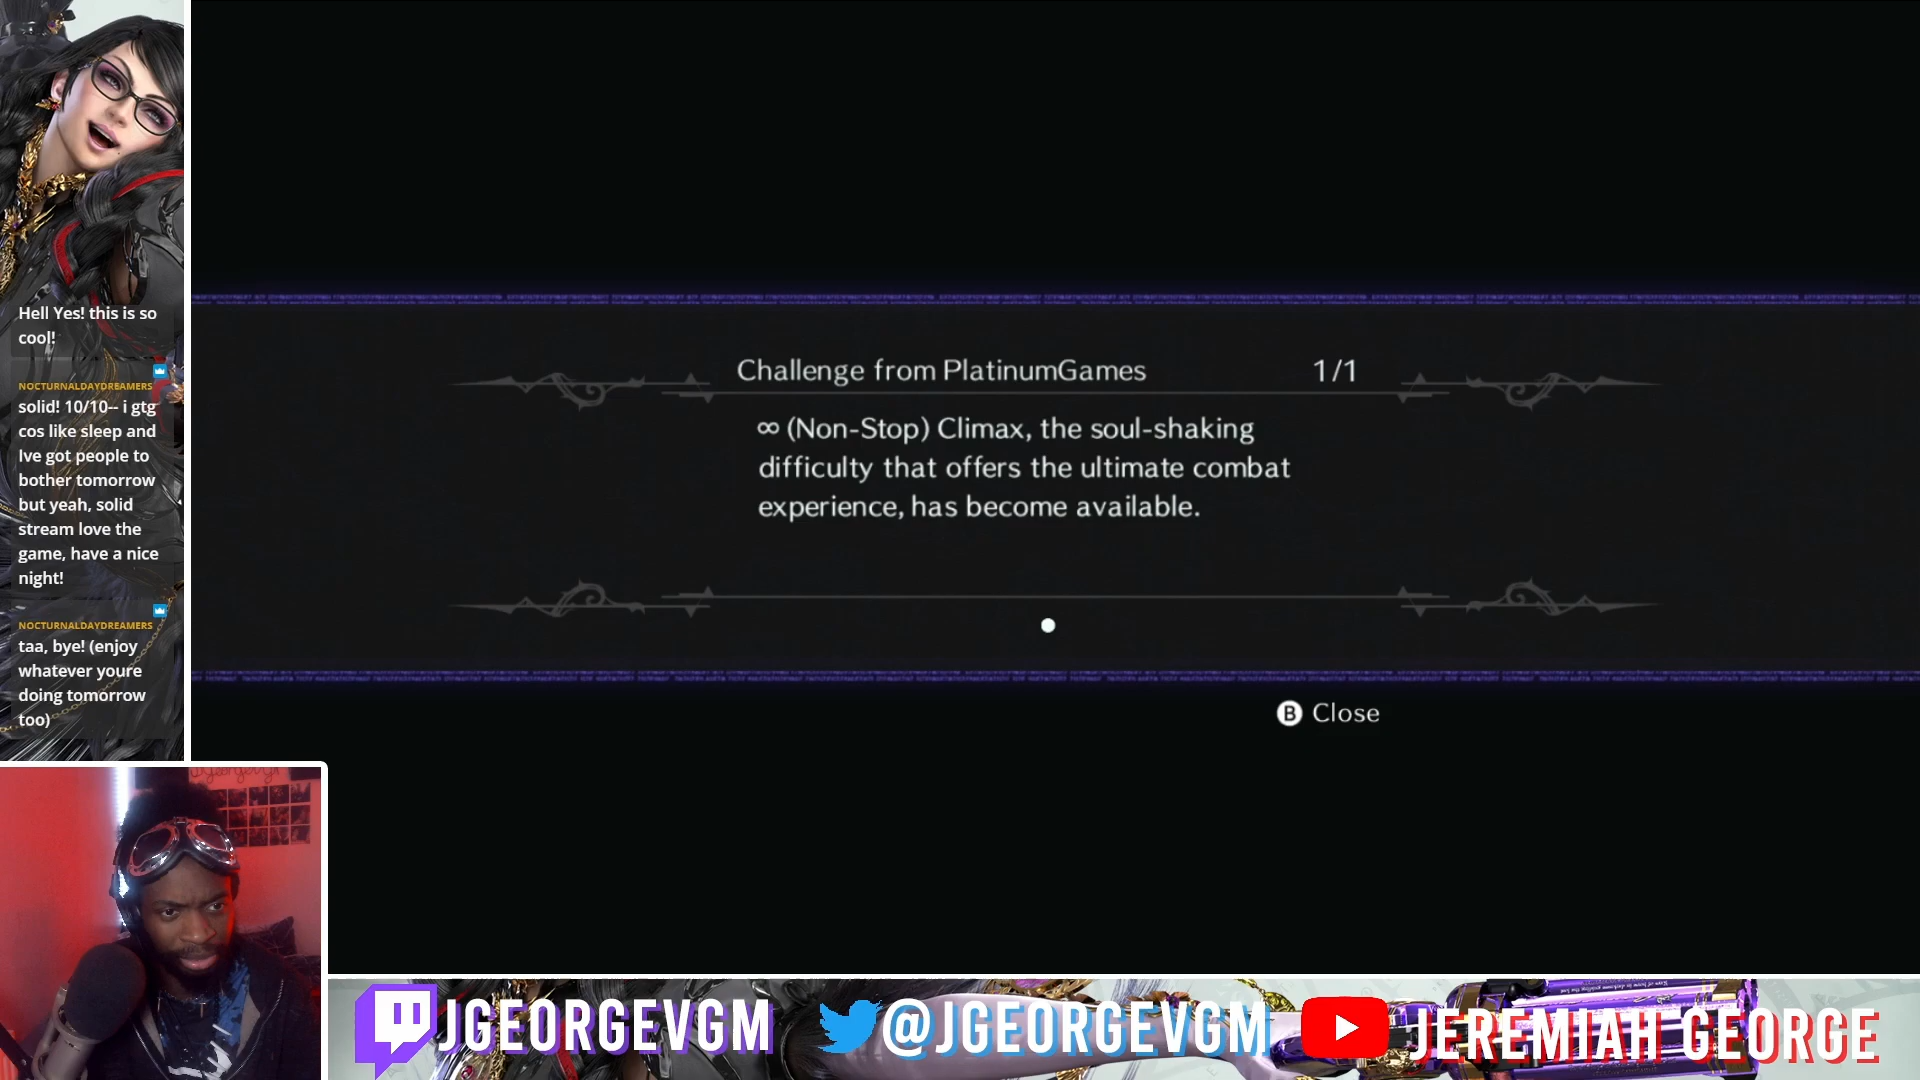 Hell Yes! this is so
cool!
NOCTURNALDAYDREAMERS
solid! 10/10-- i gtg
cos like sleep and
Ive got people to
bother tomorrow
but yeah, solid
stream love the
game, have a nice
night!
NOCTURNALDAYDREAMERS
taa, bye! (enjoy
whatever youre
doing tomorrow
too)
Challenge from PlatinumGames 1/1
∞ (Non-Stop) Climax, the soul-shaking
difficulty that offers the ultimate combat
experience, has become available.
B Close
JGEORGEVGM
@JGEORGEVGM
JEREMIAH GEORGE